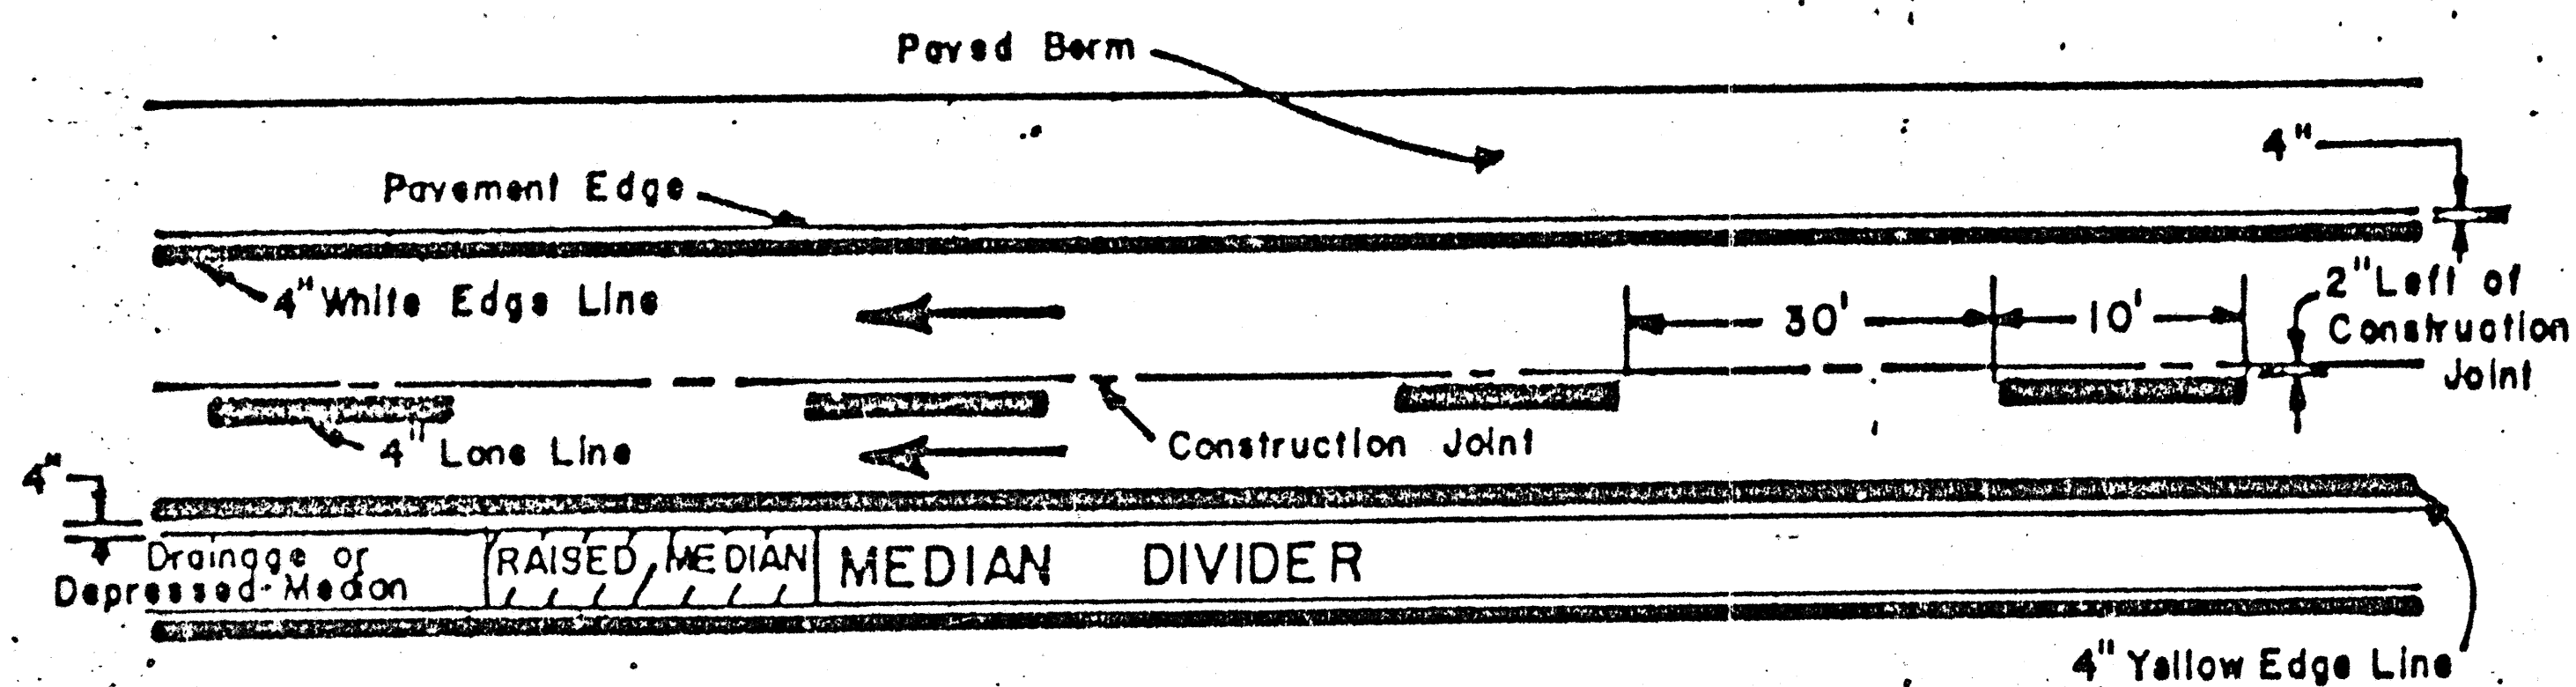 Paved Berm
4"
Pavement Edge
4" White Edge Line
30'
10'
2" Left of
Construction
Joint
4" Lane Line
Construction Joint
4"
Drainage or
Depressed-Median
RAISED MEDIAN
MEDIAN DIVIDER
4" Yellow Edge Line